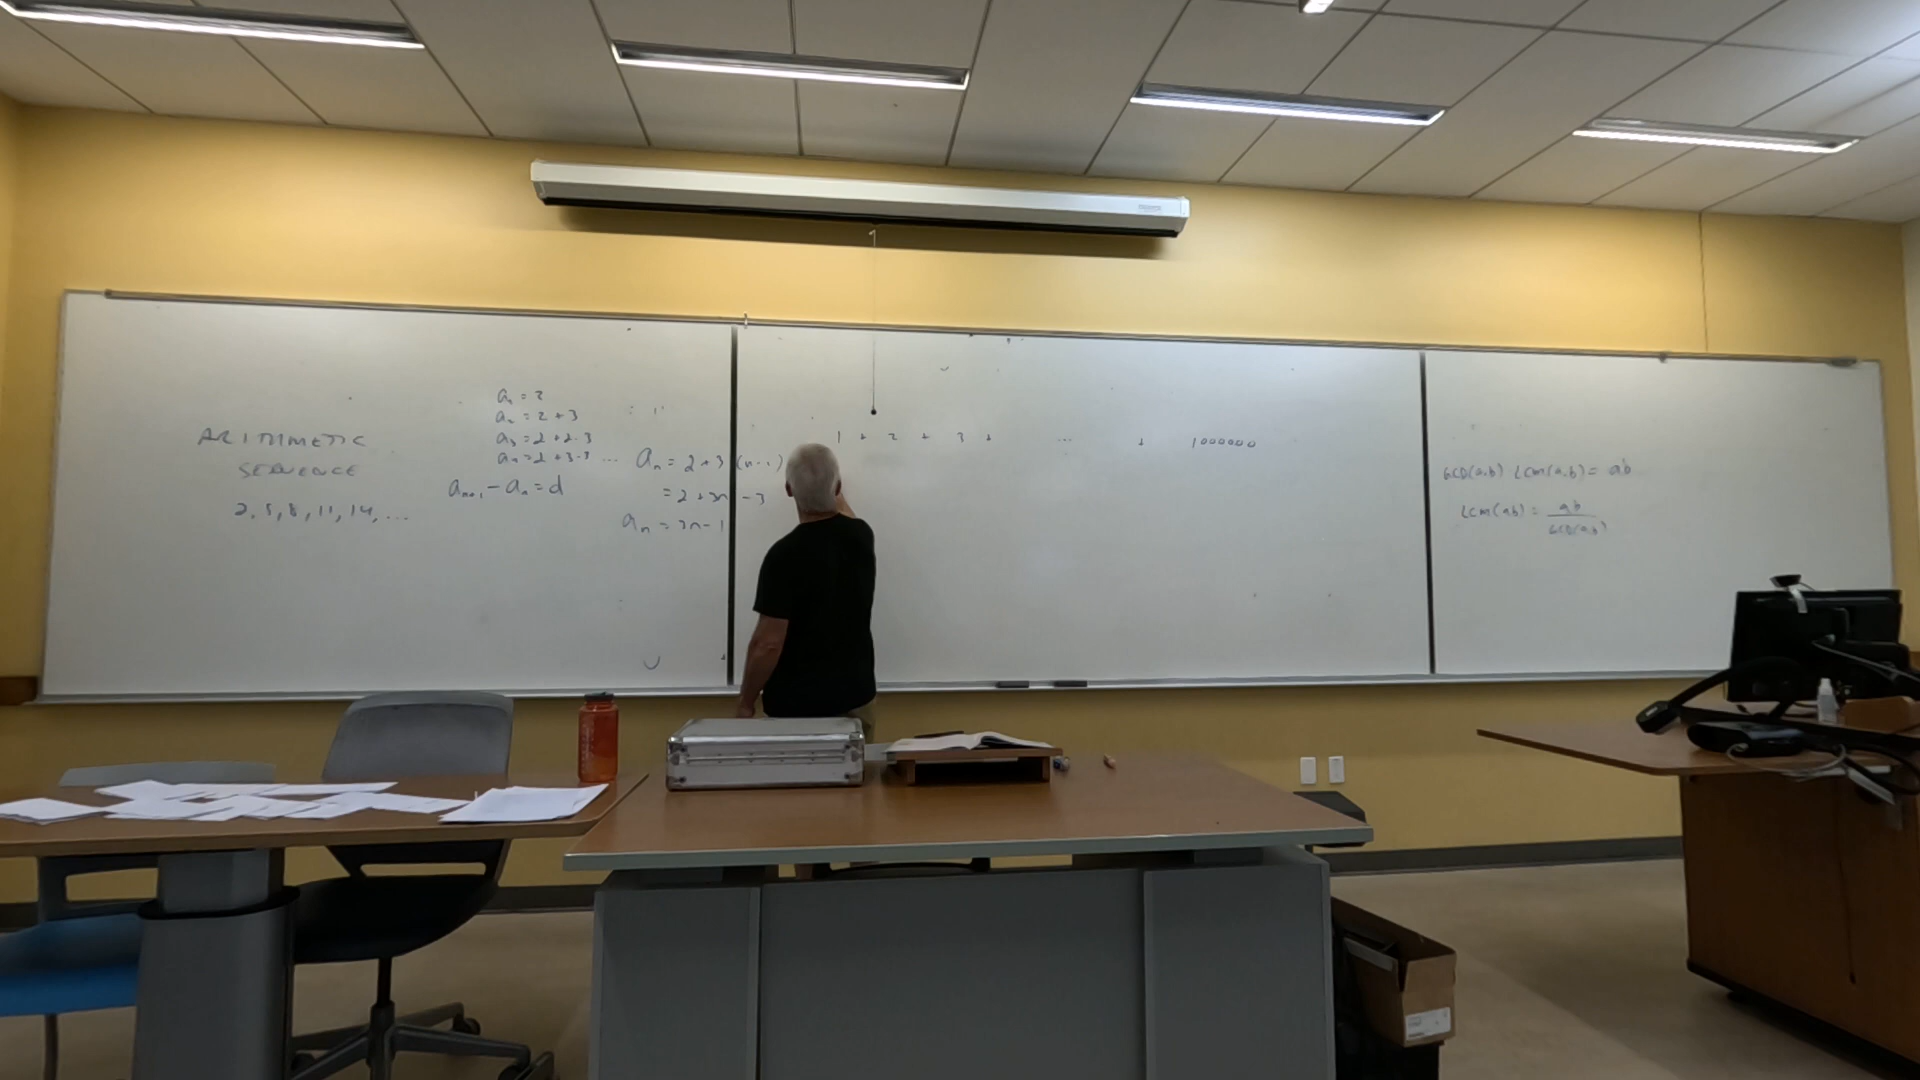 ARITHMETIC
SEQUENCE
2, 5, 8, 11, 14, ...
a₁ = 2
a₂ = 2 + 3
a₃ = 2 + 2·3
a₄ = 2 + 3·3 ...
aₙ₊₁ - aₙ = d
aₙ = 2 + 3 (n-1)
= 2 + 3n - 3
aₙ = 3n - 1
1 + 2 + 3 + ... + 1000000
GCD(a,b) LCM(a,b) = ab
LCM(a,b) = ab
GCD(a,b)